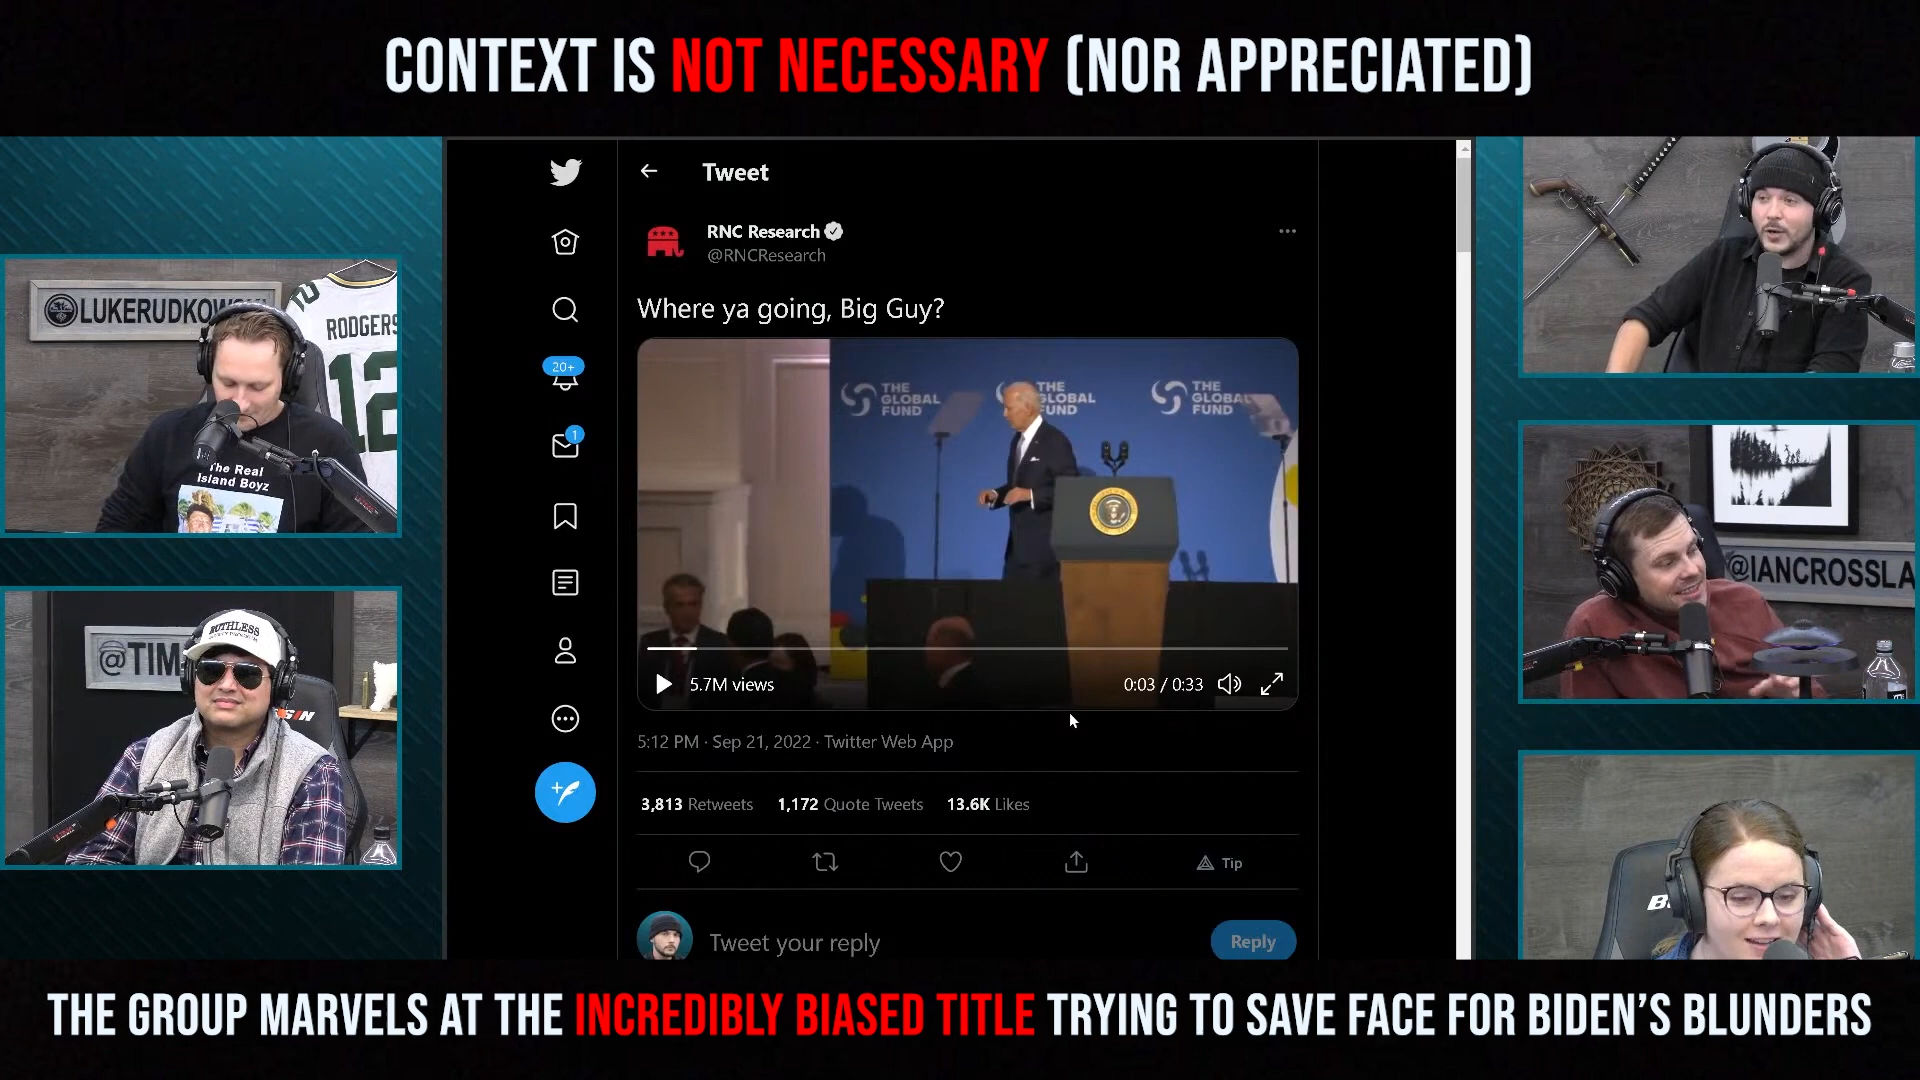 CONTEXT IS NOT NECESSARY (NOR APPRECIATED)
Tweet
RNC Research
@RNCResearch
Where ya going, Big Guy?
THE GLOBAL FUND
THE GLOBAL FUND
THE GLOBAL FUND
5.7M views
0:03 / 0:33
5:12 PM · Sep 21, 2022 · Twitter Web App
3,813 Retweets 1,172 Quote Tweets 13.6K Likes
Tip
Tweet your reply
Reply
20+
1
@LUKERUDKOWSK
RODGERS
12
The Real
Island Boyz
RUTHLESS
@TIM
@IANCROSSLA
THE GROUP MARVELS AT THE INCREDIBLY BIASED TITLE TRYING TO SAVE FACE FOR BIDEN'S BLUNDERS